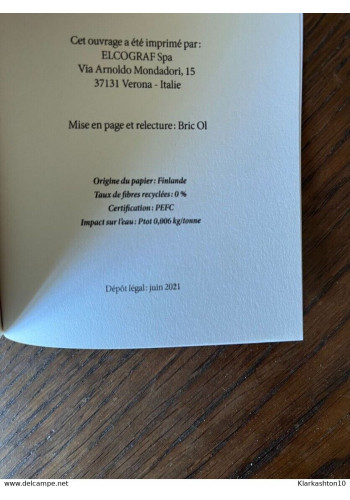 Cet ouvrage a été imprimé par :
ELCOGRAF Spa
Via Arnoldo Mondadori, 15
37131 Verona - Italie
Mise en page et relecture : Bric Ol
Origine du papier : Finlande
Taux de fibres recyclées : 0 %
Certification : PEFC
Impact sur l'eau : Ptot 0,006 kg/tonne
Dépôt légal : juin 2021
www.delcampe.net
Klarkashton10